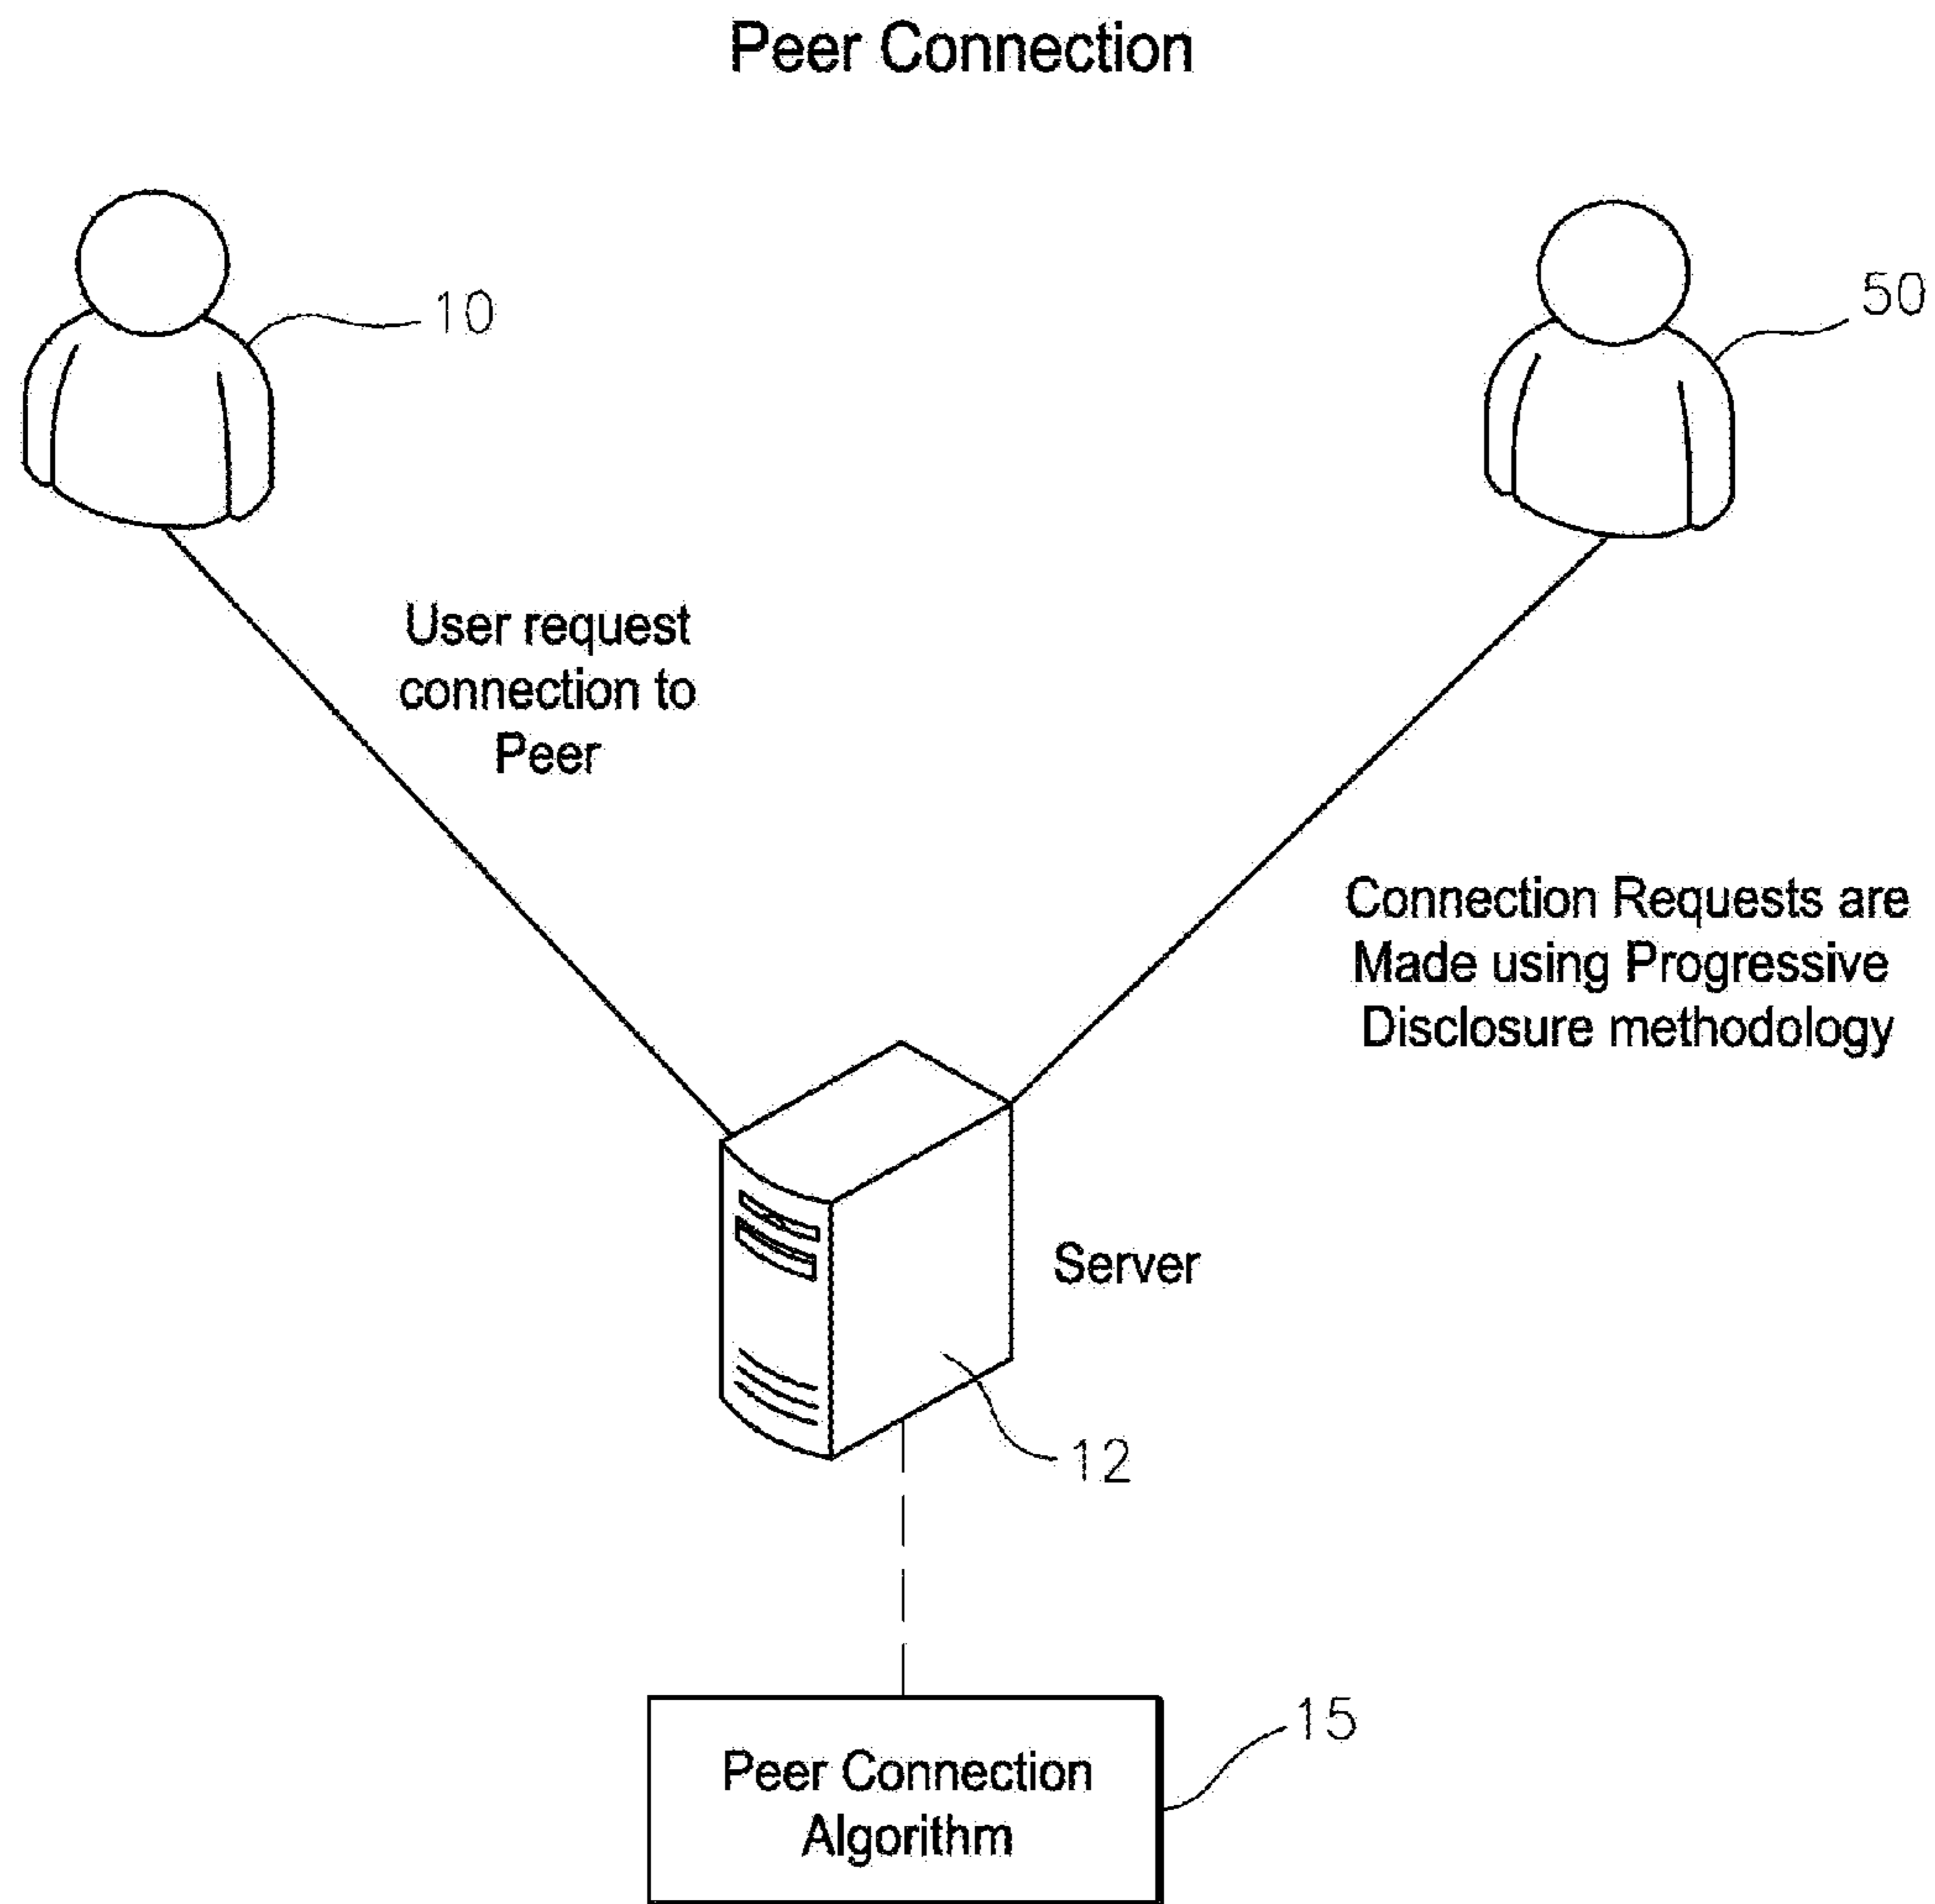 Peer Connection
10
50
User request
connection to
Peer
Connection Requests are
Made using Progressive
Disclosure methodology
Server
12
15
Peer Connection
Algorithm